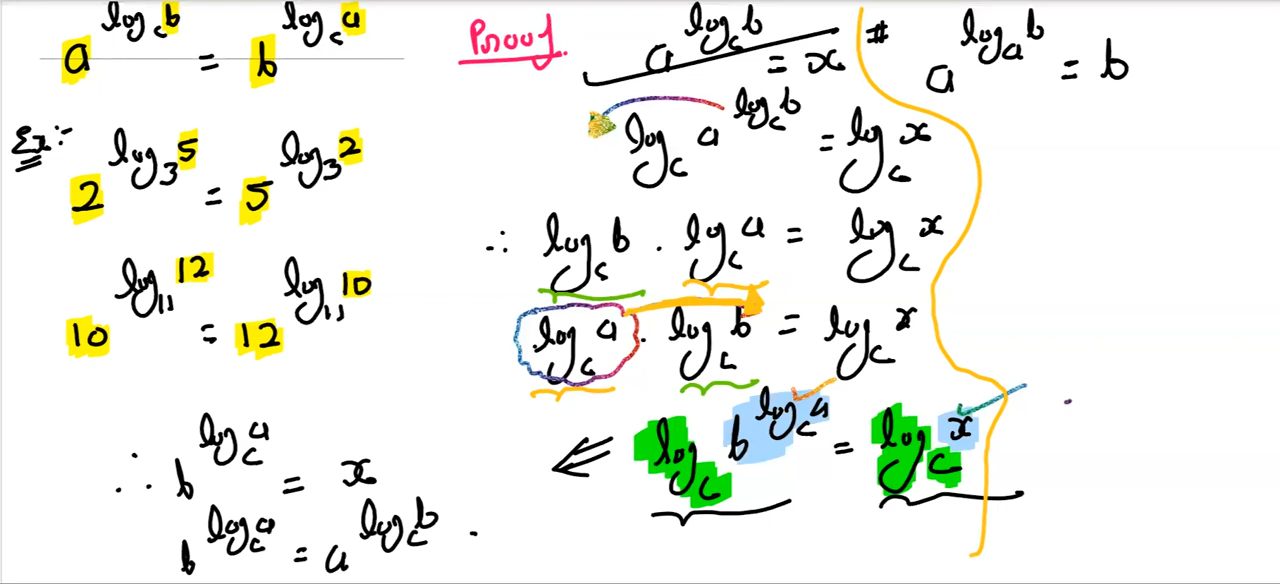 a^(log_c b) = b^(log_c a)
Ex:-
2^(log_3 5) = 5^(log_3 2)
10^(log_11 12) = 12^(log_11 10)
Proof.
a^(log_c b) = x #
log_c a^(log_c b) = log_c x
∴ log_c b . log_c a = log_c x
log_c a . log_c b = log_c x
⇐ log_c b^(log_c a) = log_c x
∴ b^(log_c a) = x
b^(log_c a) = a^(log_c b) .
a^(log_a b) = b